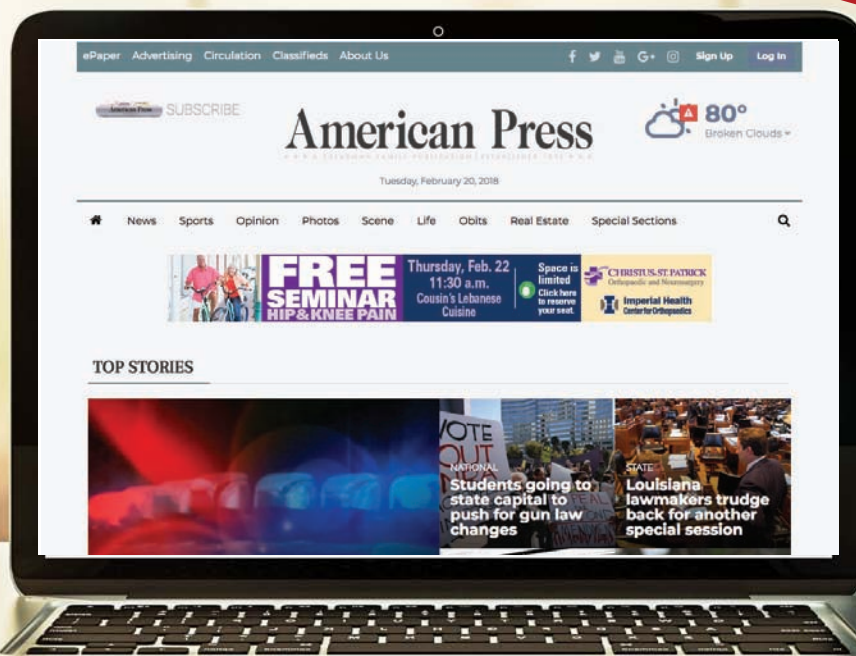 ePaper Advertising Circulation Classifieds About Us
G+ Sign Up Log In
American Press SUBSCRIBE
American Press
80°
Broken Clouds
Tuesday, February 20, 2018
News Sports Opinion Photos Scene Life Obits Real Estate Special Sections
FREE
SEMINAR
HIP & KNEE PAIN
Thursday, Feb. 22
11:30 a.m.
Cousin's Lebanese
Cuisine
Space is
limited
Click here
to reserve
your seat.
CHRISTUS ST. PATRICK
Orthopaedic and Neurosurgery
Imperial Health
Center for Orthopaedics
TOP STORIES
VOTE
OUT
NATIONAL
Students going to
state capital to
push for gun law
changes
STATE
Louisiana
lawmakers trudge
back for another
special session